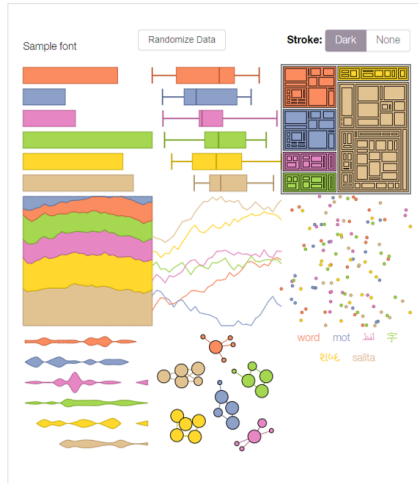 Sample font
Randomize Data
Stroke: Dark None
word mot 字
salita